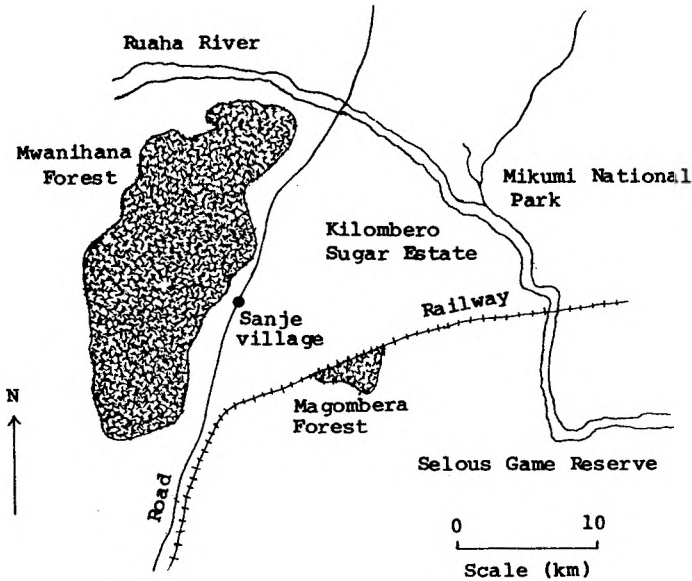 Ruaha River
Mwanihana
Forest
Mikumi National
Park
Kilombero
Sugar Estate
Railway
Sanje
village
N
Magombera
Forest
Road
Selous Game Reserve
0 10
Scale (km)